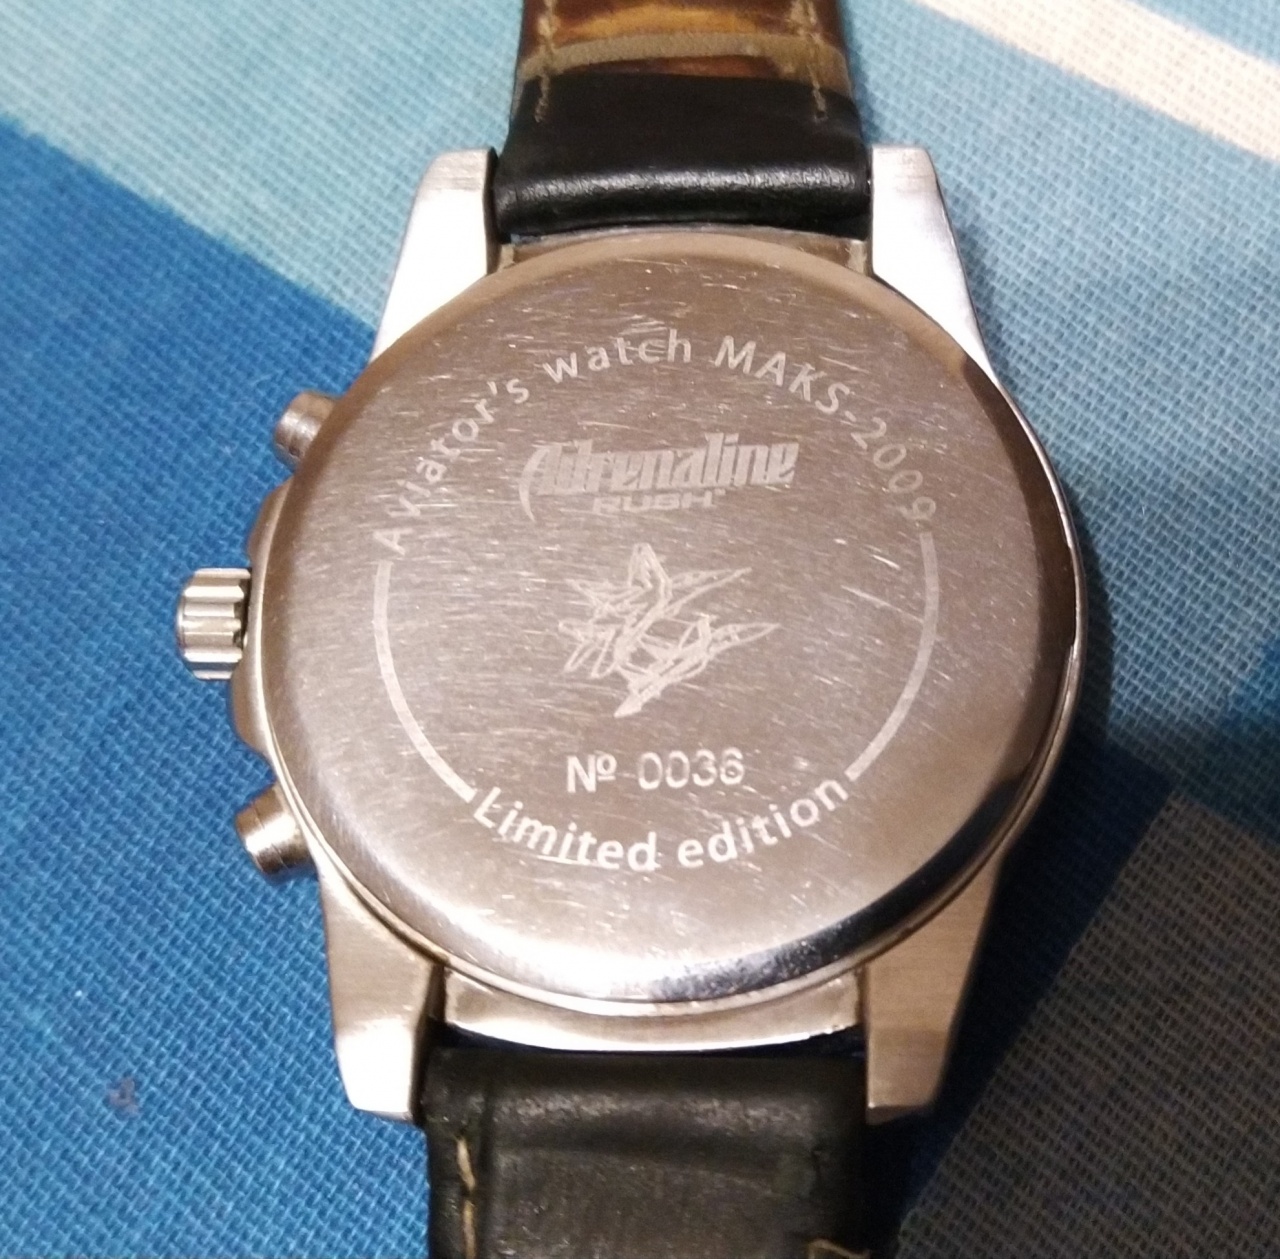 Aviator's watch MAKS-2009
Adrenaline
RUSH®
Nº 0036
Limited edition